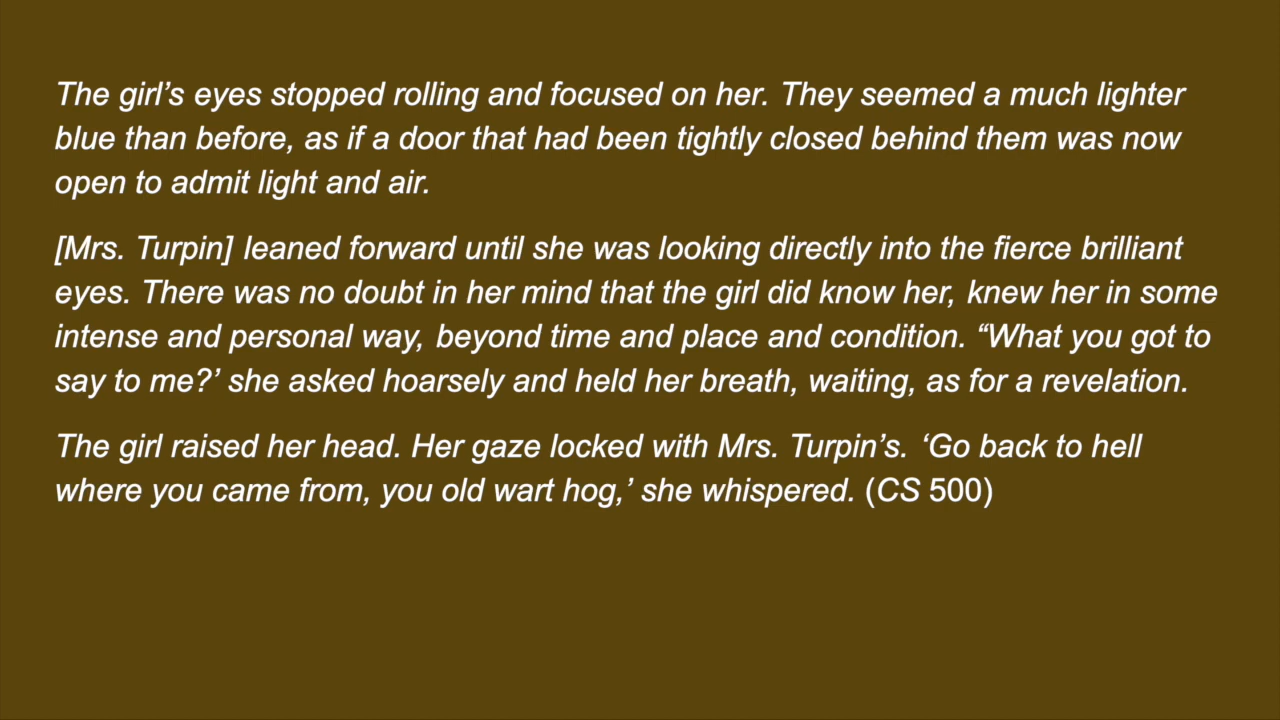 The girl’s eyes stopped rolling and focused on her. They seemed a much lighter
blue than before, as if a door that had been tightly closed behind them was now
open to admit light and air.
[Mrs. Turpin] leaned forward until she was looking directly into the fierce brilliant
eyes. There was no doubt in her mind that the girl did know her, knew her in some
intense and personal way, beyond time and place and condition. “What you got to
say to me?’ she asked hoarsely and held her breath, waiting, as for a revelation.
The girl raised her head. Her gaze locked with Mrs. Turpin’s. ‘Go back to hell
where you came from, you old wart hog,’ she whispered. (CS 500)